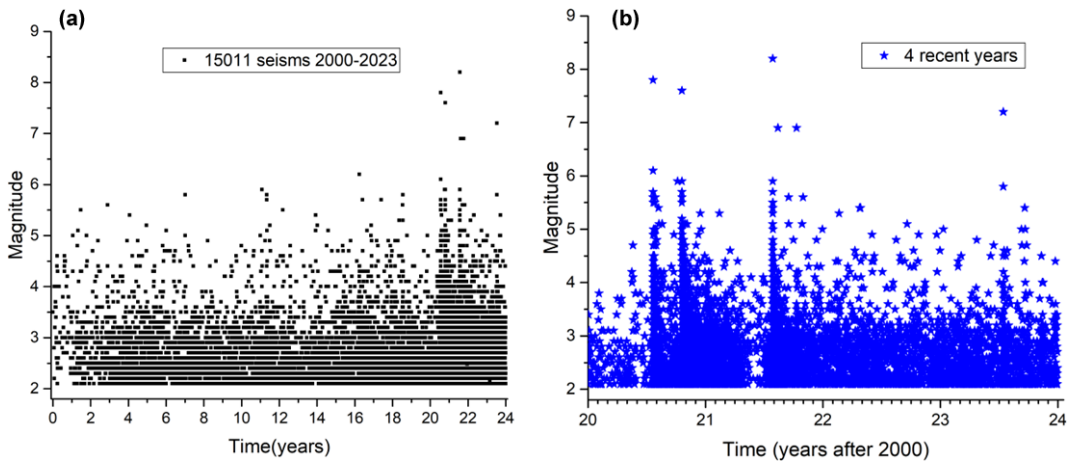 (a)
15011 seisms 2000-2023
Magnitude
9
8
7
6
5
4
3
2
0 2 4 6 8 10 12 14 16 18 20 22 24
Time(years)
(b)
4 recent years
Magnitude
9
8
7
6
5
4
3
2
20 21 22 23 24
Time (years after 2000)